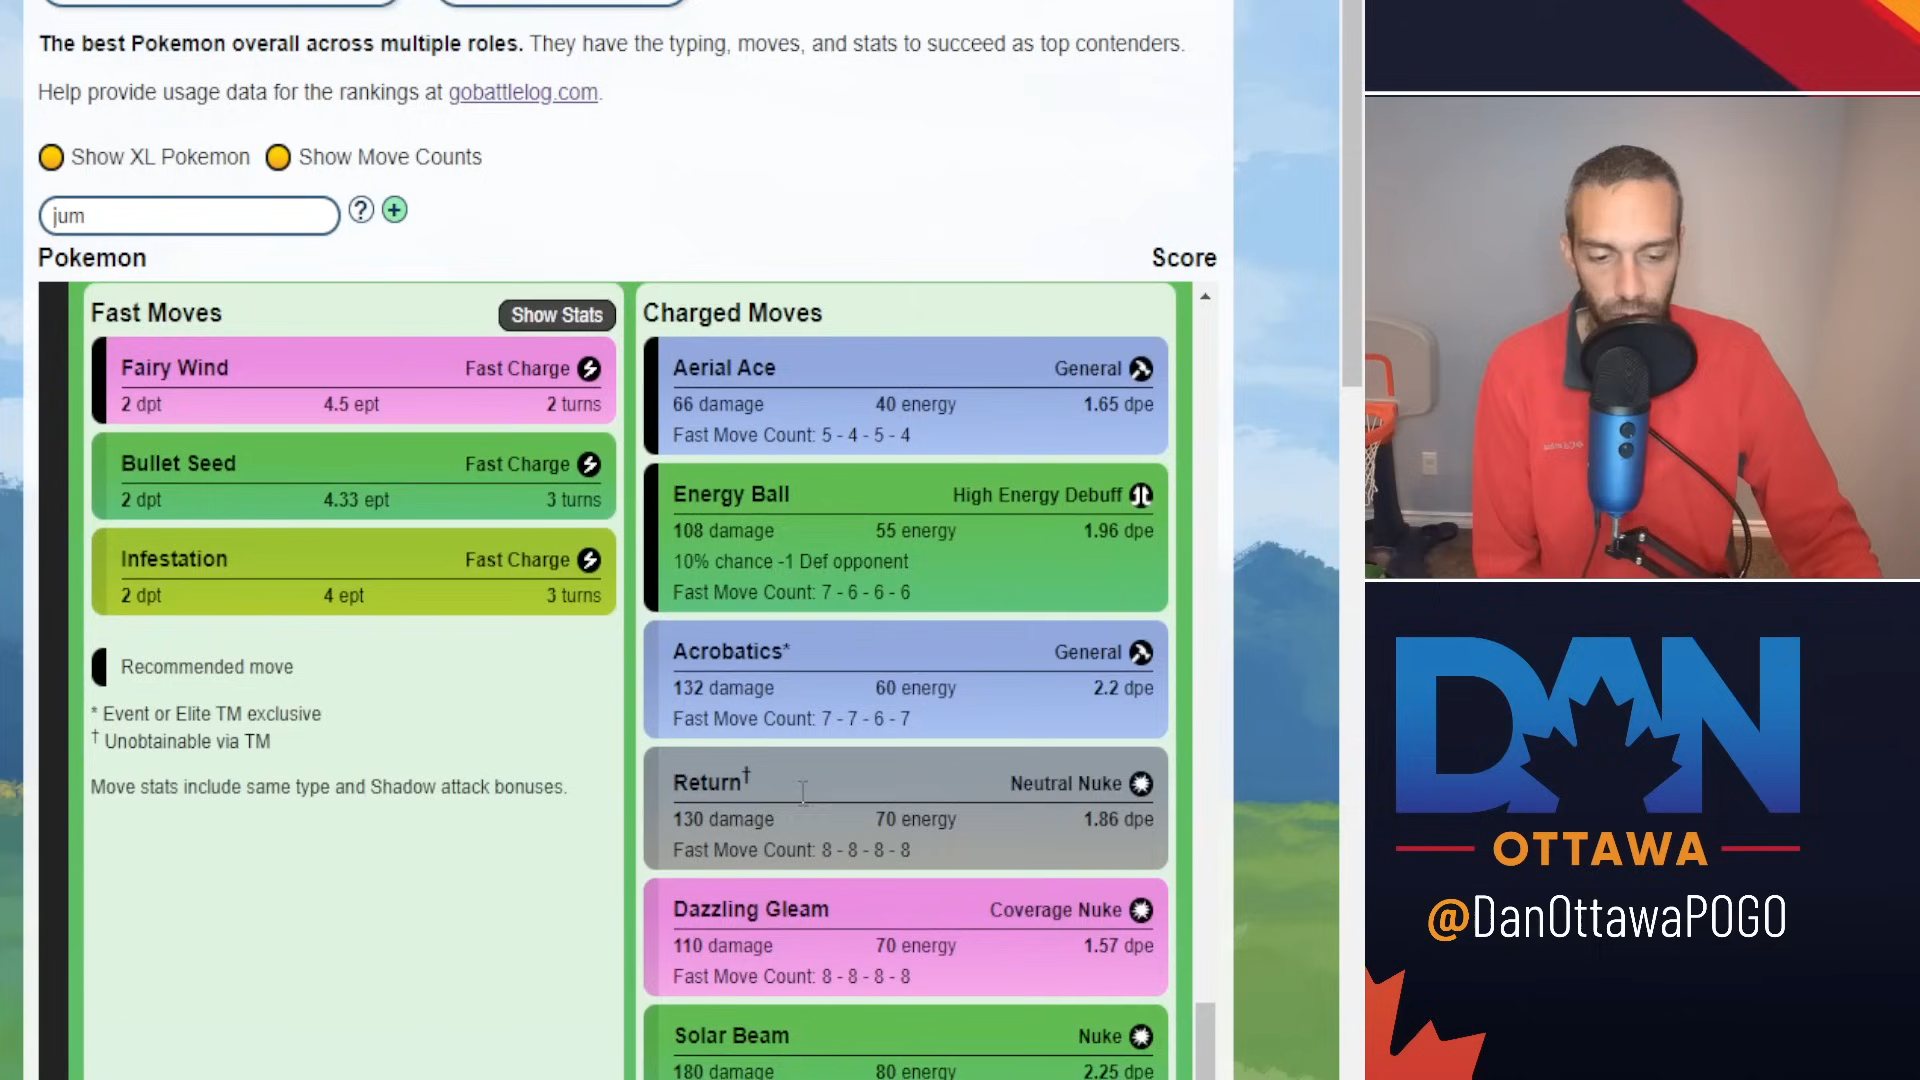 The best Pokemon overall across multiple roles. They have the typing, moves, and stats to succeed as top contenders.
Help provide usage data for the rankings at gobattlelog.com.
Show XL Pokemon Show Move Counts
jum ? +
Pokemon Score
Fast Moves Show Stats
Fairy Wind Fast Charge
2 dpt 4.5 ept 2 turns
Bullet Seed Fast Charge
2 dpt 4.33 ept 3 turns
Infestation Fast Charge
2 dpt 4 ept 3 turns
Recommended move
* Event or Elite TM exclusive
† Unobtainable via TM
Move stats include same type and Shadow attack bonuses.
Charged Moves
Aerial Ace General
66 damage 40 energy 1.65 dpe
Fast Move Count: 5 - 4 - 5 - 4
Energy Ball High Energy Debuff
108 damage 55 energy 1.96 dpe
10% chance -1 Def opponent
Fast Move Count: 7 - 6 - 6 - 6
Acrobatics* General
132 damage 60 energy 2.2 dpe
Fast Move Count: 7 - 7 - 6 - 7
Return† Neutral Nuke
130 damage 70 energy 1.86 dpe
Fast Move Count: 8 - 8 - 8 - 8
Dazzling Gleam Coverage Nuke
110 damage 70 energy 1.57 dpe
Fast Move Count: 8 - 8 - 8 - 8
Solar Beam Nuke
180 damage 80 energy 2.25 dpe
DAN
OTTAWA
@DanOttawaPOGO